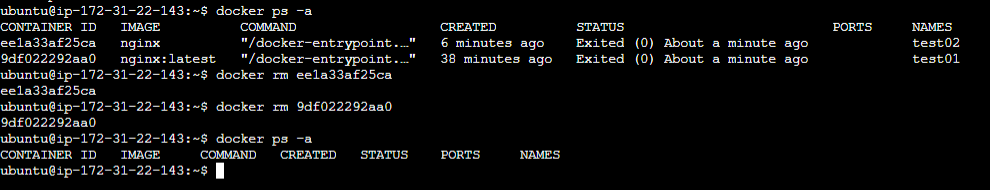 ubuntu@ip-172-31-22-143:~$ docker ps -a
CONTAINER ID   IMAGE          COMMAND                  CREATED          STATUS                          PORTS     NAMES
ee1a33af25ca   nginx          "/docker-entrypoint.…"   6 minutes ago    Exited (0) About a minute ago             test02
9df022292aa0   nginx:latest   "/docker-entrypoint.…"   38 minutes ago   Exited (0) About a minute ago             test01
ubuntu@ip-172-31-22-143:~$ docker rm ee1a33af25ca
ee1a33af25ca
ubuntu@ip-172-31-22-143:~$ docker rm 9df022292aa0
9df022292aa0
ubuntu@ip-172-31-22-143:~$ docker ps -a
CONTAINER ID   IMAGE     COMMAND   CREATED   STATUS    PORTS     NAMES
ubuntu@ip-172-31-22-143:~$